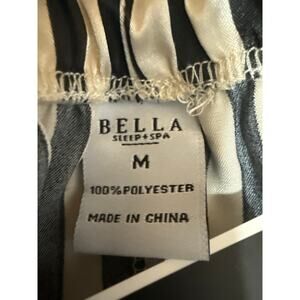 BELLA
SLEEP+SPA
M
100% POLYESTER
MADE IN CHINA